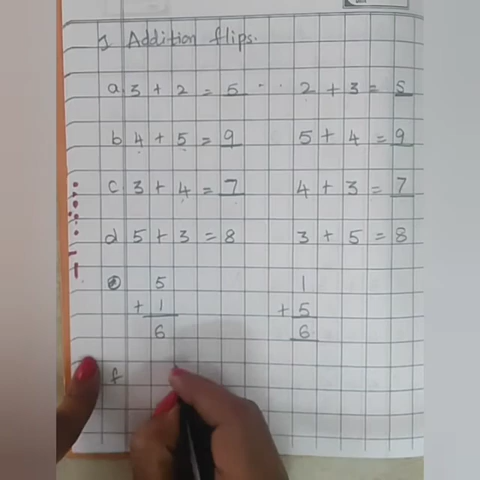 1 Addition flips.
a 3 + 2 = 5 2 + 3 = 5
b 4 + 5 = 9 5 + 4 = 9
c 3 + 4 = 7 4 + 3 = 7
d 5 + 3 = 8 3 + 5 = 8
e 5 1
+ 1 + 5
6 6
f